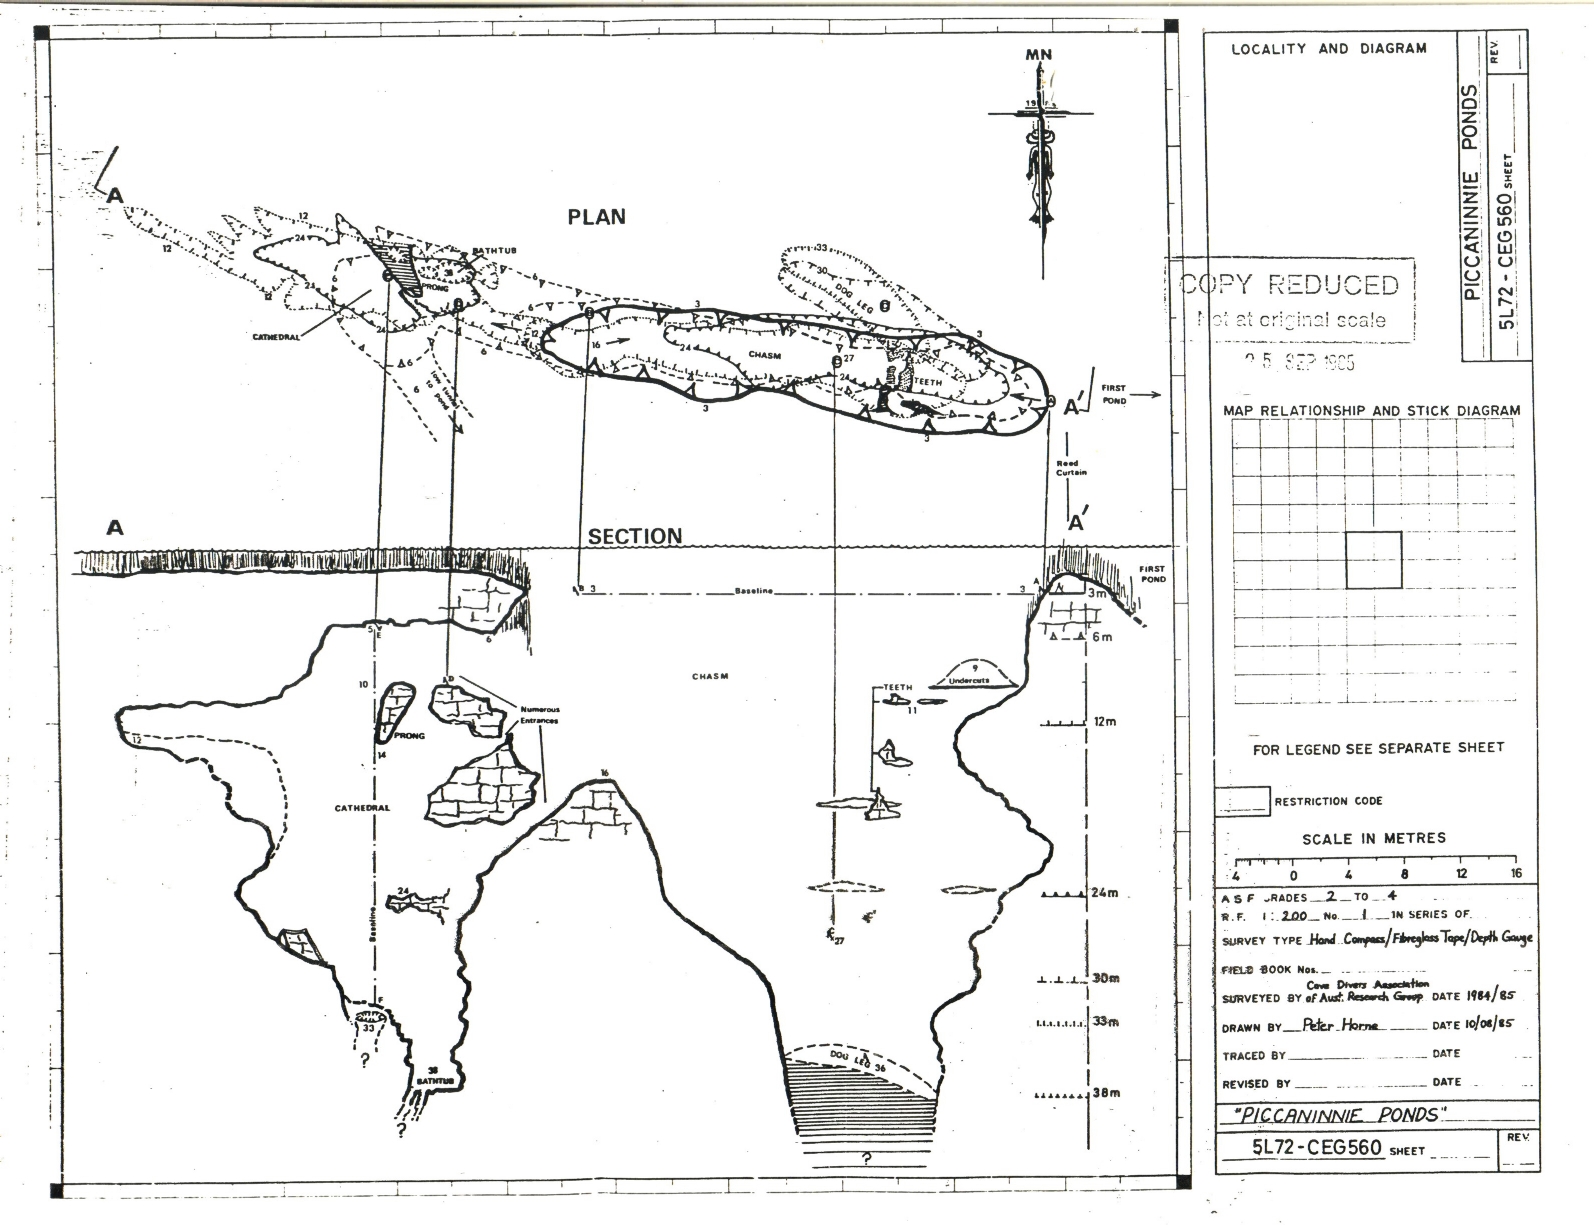 MN
19
A
PLAN
12
12
24
BATHTUB
38
PRONG
6
6
33
30
DOG LEG
12
24
CATHEDRAL
24
6
6
6
3
3
12
16
24
CHASM
27
24
TEETH
3
3
A'
FIRST
POND
Reed
Curtain
A
SECTION
A'
FIRST
POND
B 3
Baseline
3
A
3m
5
E
6
6m
CHASM
9
Undercuts
10
D
TEETH
11
Numerous
Entrances
12m
PRONG
12
14
16
CATHEDRAL
24
24m
Baseline
27
30m
F
33
33m
?
DOG LEG 36
38
BATHTUB
38m
?
?
LOCALITY AND DIAGRAM
PICCANINNIE PONDS
5L72-CEG560 SHEET
REV.
COPY REDUCED
Not at original scale
25 SEP 1985
MAP RELATIONSHIP AND STICK DIAGRAM
FOR LEGEND SEE SEPARATE SHEET
RESTRICTION CODE
SCALE IN METRES
4 0 4 8 12 16
ASF GRADES 2 TO 4
R.F. 1:200 No. 1 IN SERIES OF
SURVEY TYPE Hand Compass/Fibreglass Tape/Depth Gauge
FIELD BOOK Nos.
Cave Divers Association
SURVEYED BY of Aust. Research Group DATE 1984/85
DRAWN BY Peter Horne DATE 10/08/85
TRACED BY DATE
REVISED BY DATE
"PICCANINNIE PONDS"
5L72-CEG560 SHEET
REV.